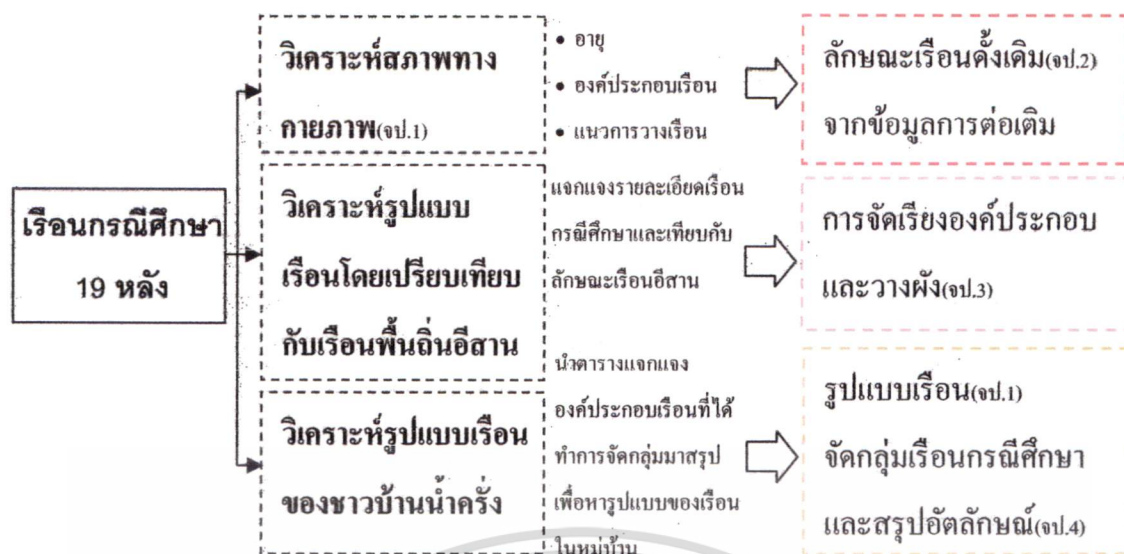 เรือนกรณีศึกษา
19 หลัง
วิเคราะห์สภาพทาง
กายภาพ(จป.1)
• อายุ
• องค์ประกอบเรือน
• แนวการวางเรือน
ลักษณะเรือนดั้งเดิม(จป.2)
จากข้อมูลการต่อเติม
วิเคราะห์รูปแบบ
เรือนโดยเปรียบเทียบ
กับเรือนพื้นถิ่นอีสาน
แจกแจงรายละเอียดเรือน
กรณีศึกษาและเทียบกับ
ลักษณะเรือนอีสาน
การจัดเรียงองค์ประกอบ
และวางผัง(จป.3)
วิเคราะห์รูปแบบเรือน
ของชาวบ้านน้ำครั่ง
นำตารางแจกแจง
องค์ประกอบเรือนที่ได้
ทำการจัดกลุ่มมาสรุป
เพื่อหารูปแบบของเรือน
ในหมู่บ้าน
รูปแบบเรือน(จป.1)
จัดกลุ่มเรือนกรณีศึกษา
และสรุปอัตลักษณ์(จป.4)